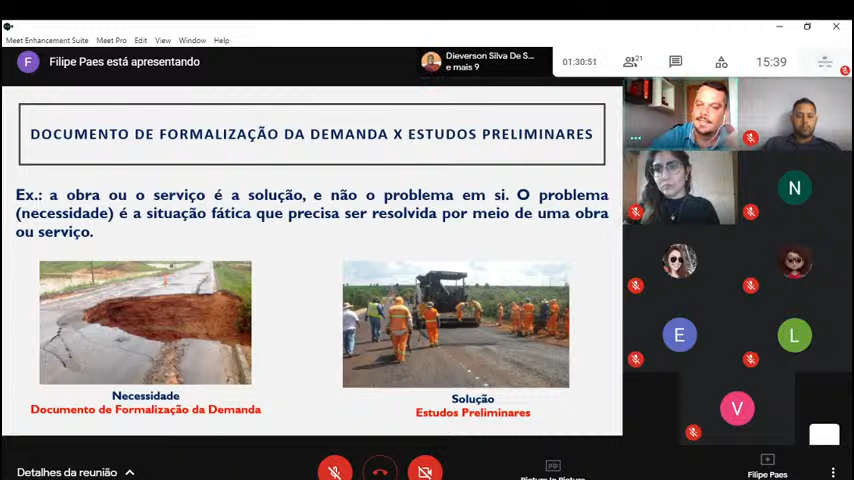 Meet Enhancement Suite Meet Pro Edit View Window Help
F Filipe Paes está apresentando
Dieverson Silva De S...
e mais 9
01:30:51
21
15:39
DOCUMENTO DE FORMALIZAÇÃO DA DEMANDA X ESTUDOS PRELIMINARES
Ex.: a obra ou o serviço é a solução, e não o problema em si. O problema
(necessidade) é a situação fática que precisa ser resolvida por meio de uma obra
ou serviço.
Necessidade
Documento de Formalização da Demanda
Solução
Estudos Preliminares
N
E
L
V
Detalhes da reunião
Picture In Picture
Filipe Paes